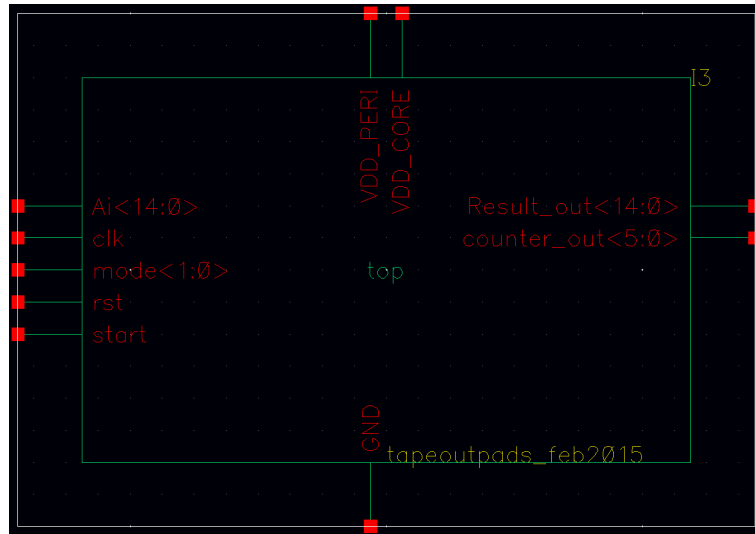 I3
VDD_PERI
VDD_CORE
Ai<14:0>
Result_out<14:0>
clk
counter_out<5:0>
mode<1:0>
top
rst
start
GND
tapeoutpads_feb2015